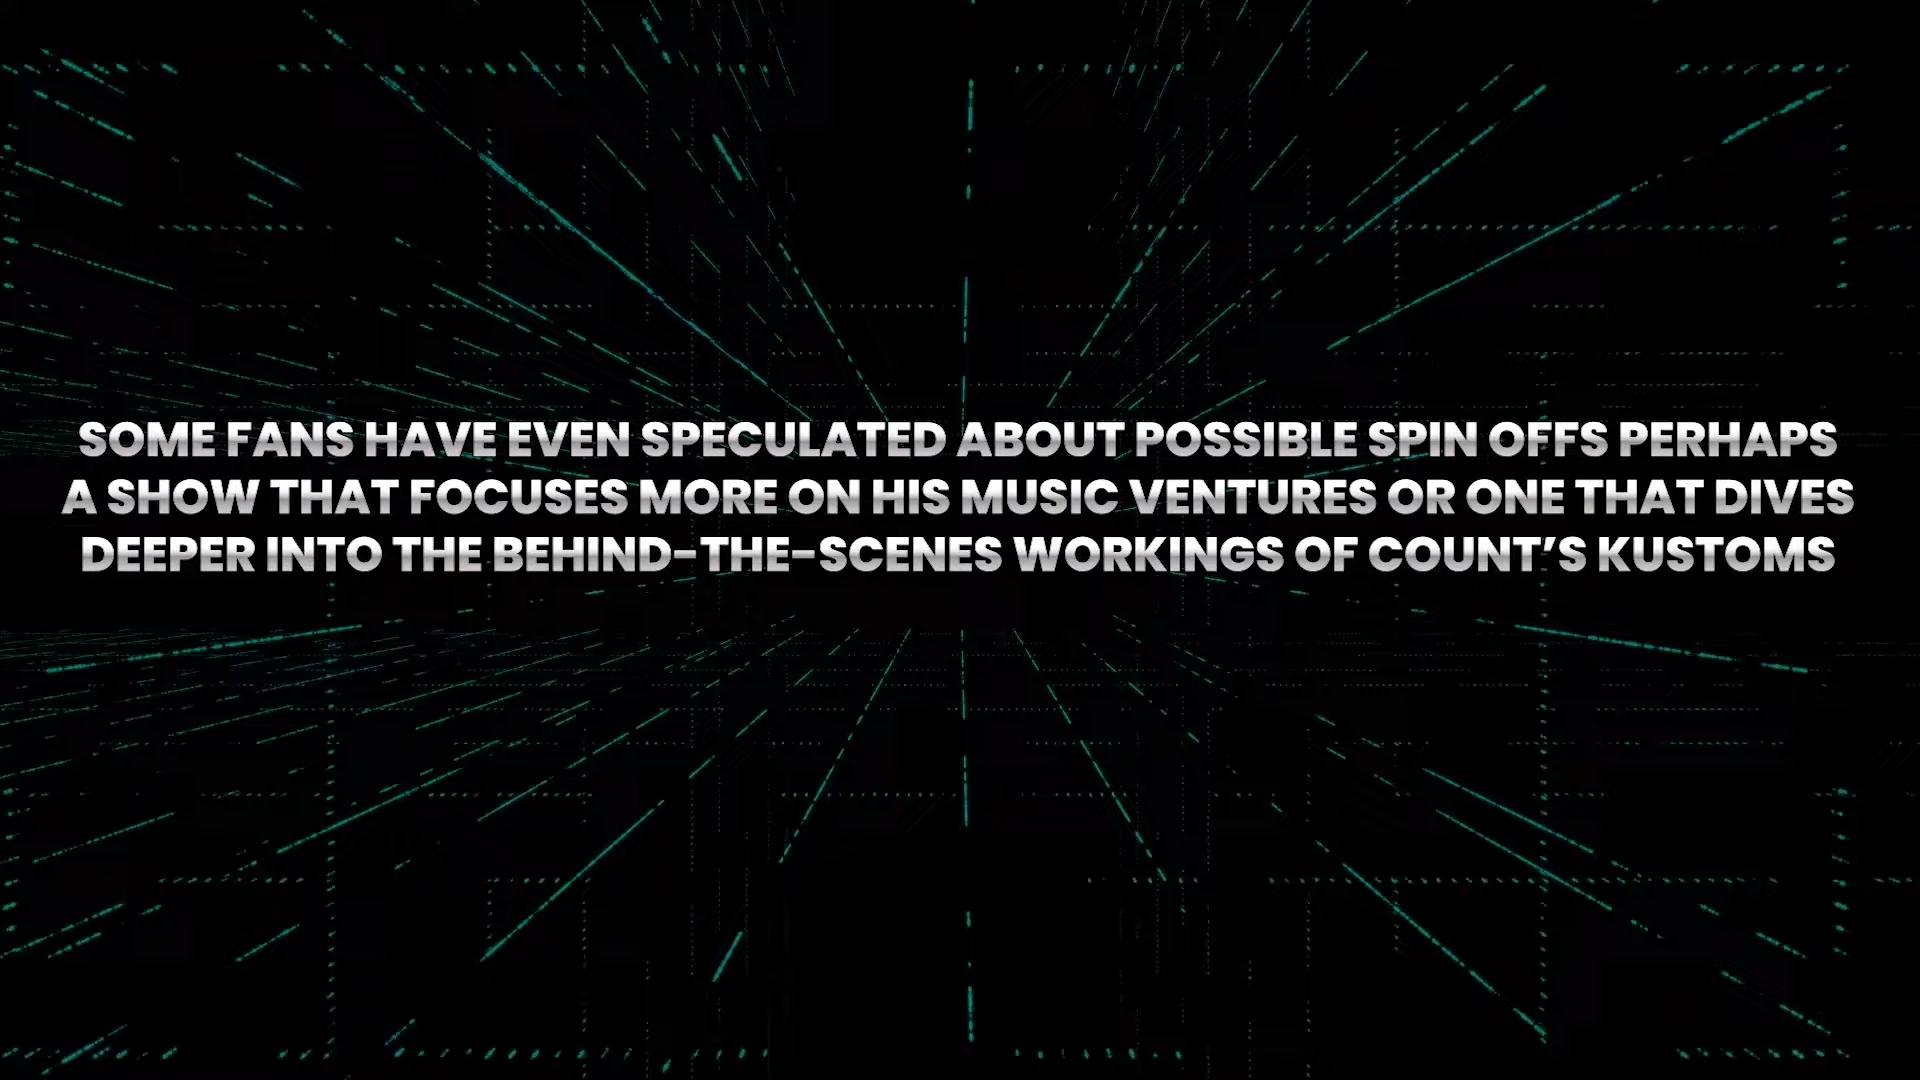 SOME FANS HAVE EVEN SPECULATED ABOUT POSSIBLE SPIN OFFS PERHAPS
A SHOW THAT FOCUSES MORE ON HIS MUSIC VENTURES OR ONE THAT DIVES
DEEPER INTO THE BEHIND-THE-SCENES WORKINGS OF COUNT’S KUSTOMS